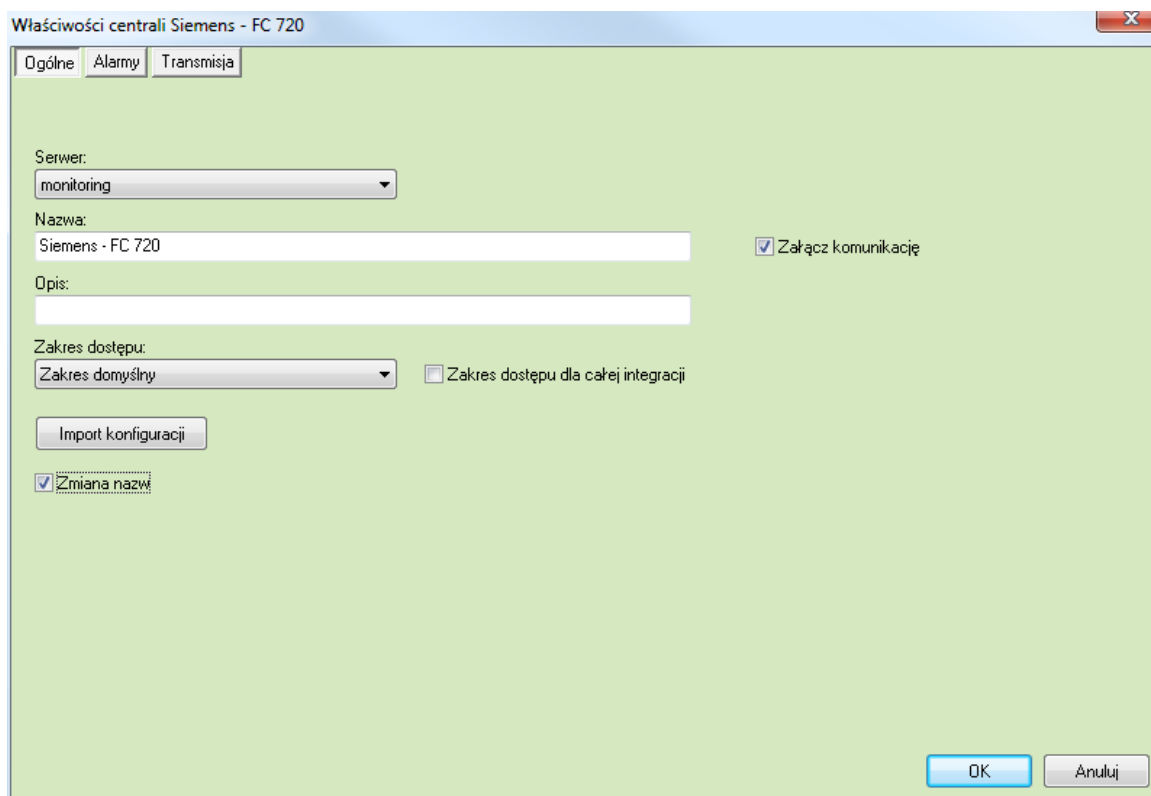 Właściwości centrali Siemens - FC 720
Ogólne Alarmy Transmisja
Serwer:
monitoring
Nazwa:
Siemens - FC 720
Załącz komunikację
Opis:
Zakres dostępu:
Zakres domyślny
Zakres dostępu dla całej integracji
Import konfiguracji
Zmiana nazw
OK Anuluj